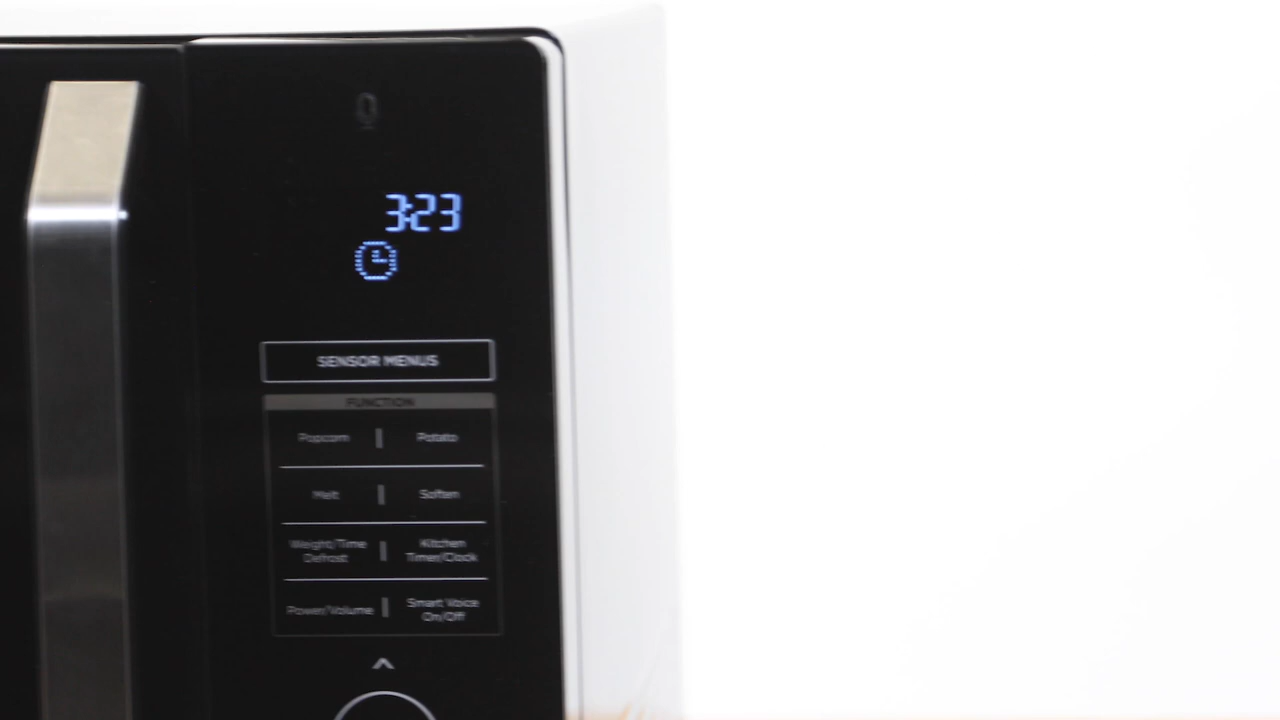 3:23
SENSOR MENUS
FUNCTION
Popcorn | Potato
Melt | Soften
Weight/Time Defrost | Kitchen Timer/Clock
Power/Volume | Smart Voice On/Off